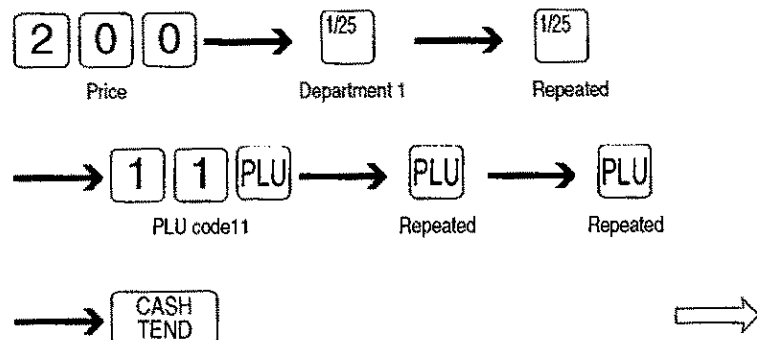 2 0 0 1/25 1/25
Price Department 1 Repeated
1 1 PLU PLU PLU
PLU code11 Repeated Repeated
CASH
TEND